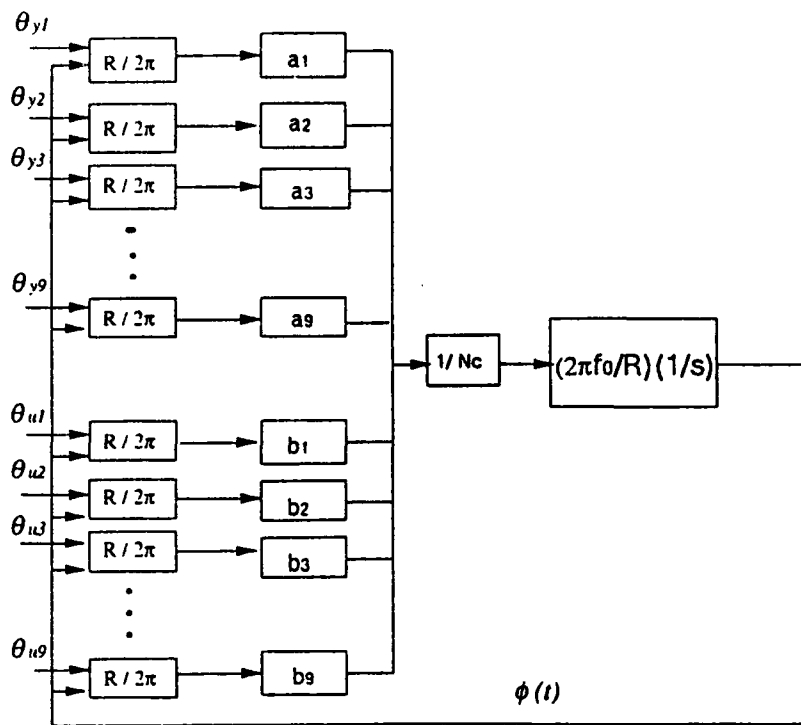 θy1
R / 2π a1
θy2
R / 2π a2
θy3
R / 2π a3
θy9
R / 2π a9
1/ Nc (2πf0/R)(1/s)
θu1
R / 2π b1
θu2
R / 2π b2
θu3
R / 2π b3
θu9
R / 2π b9
ϕ(t)